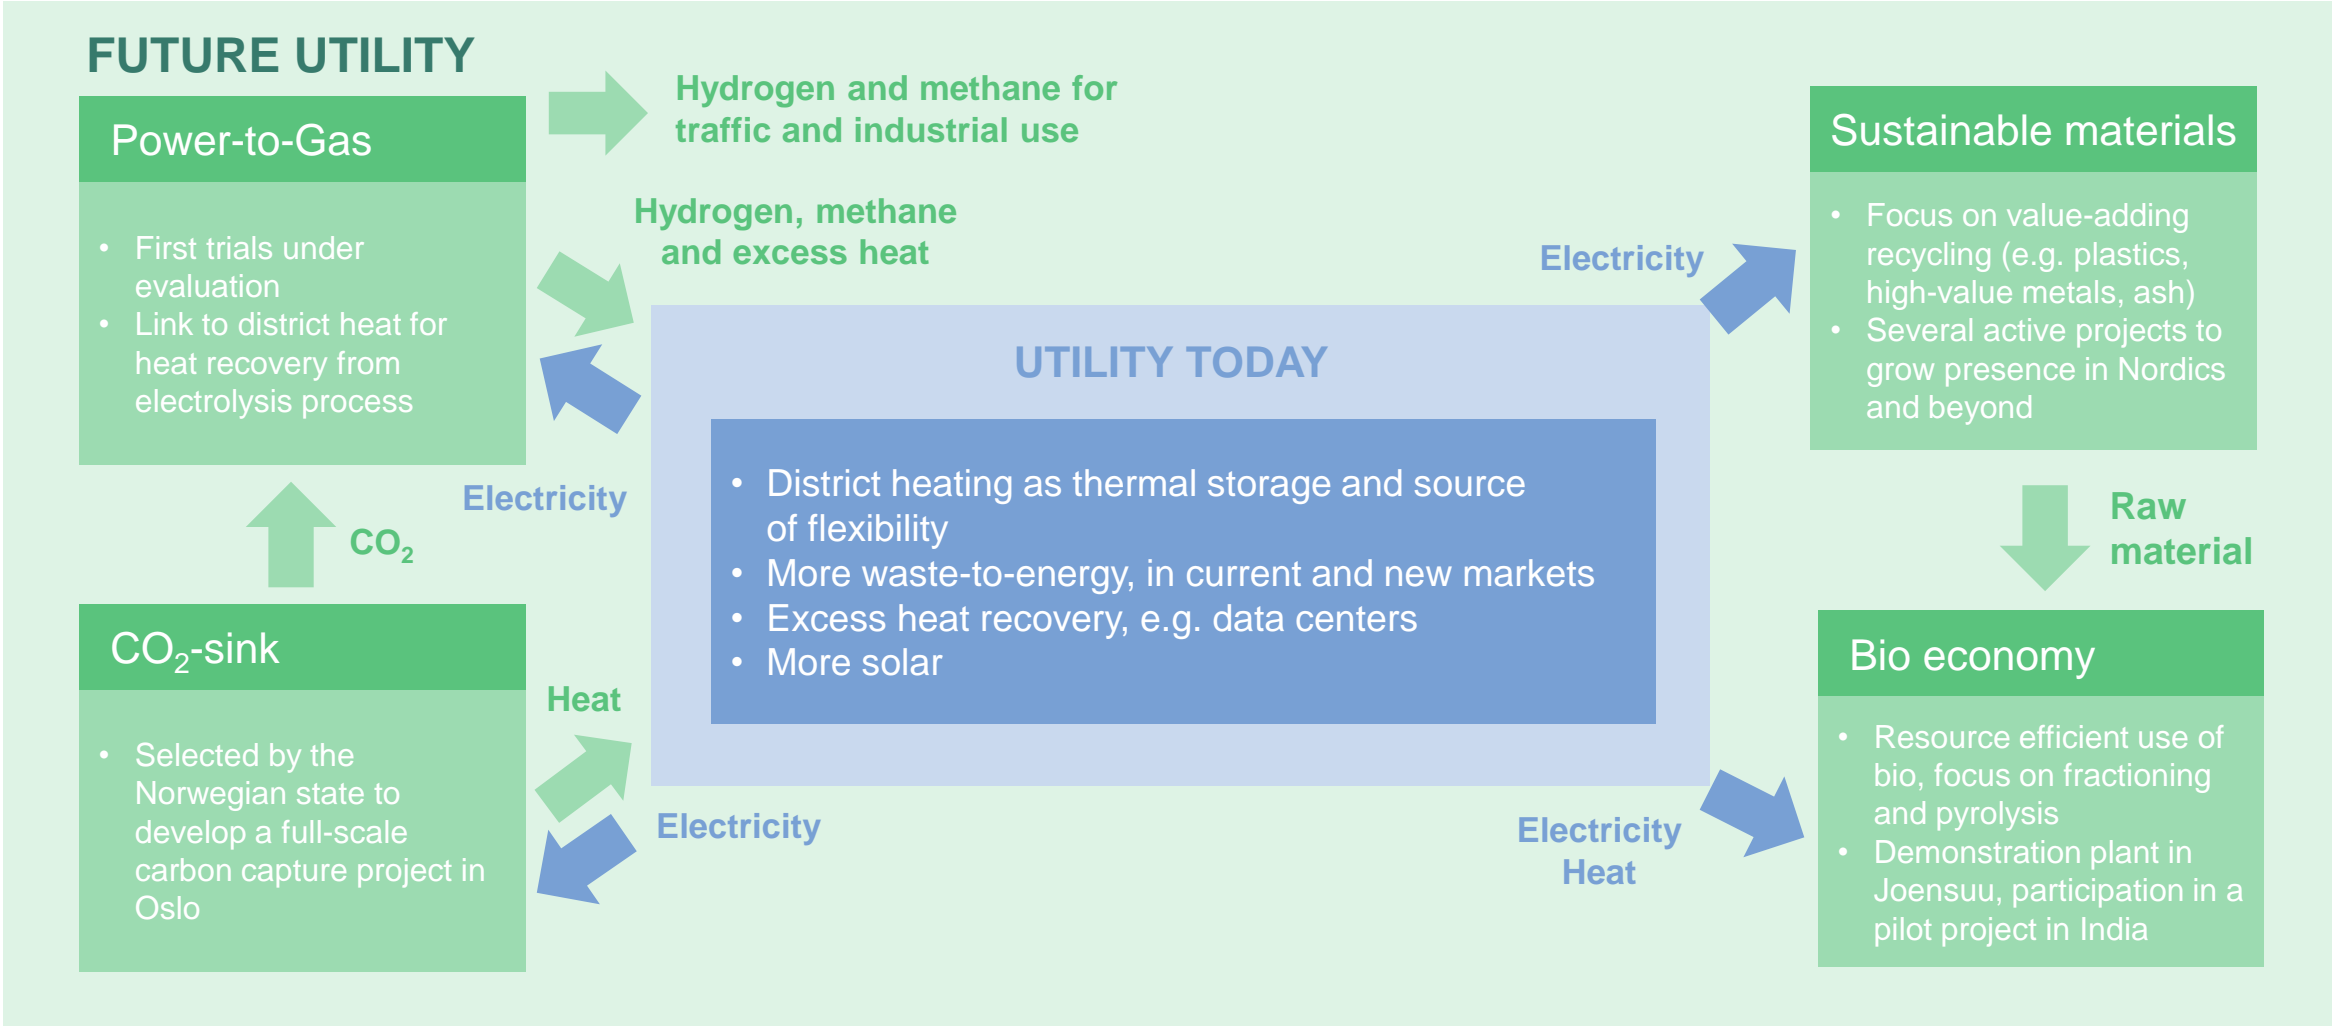 FUTURE UTILITY
Power-to-Gas
• First trials under
evaluation
• Link to district heat for
heat recovery from
electrolysis process
Hydrogen and methane for
traffic and industrial use
Hydrogen, methane
and excess heat
Electricity
CO₂
CO₂-sink
• Selected by the
Norwegian state to
develop a full-scale
carbon capture project in
Oslo
Heat
Electricity
UTILITY TODAY
• District heating as thermal storage and source
of flexibility
• More waste-to-energy, in current and new markets
• Excess heat recovery, e.g. data centers
• More solar
Electricity
Sustainable materials
• Focus on value-adding
recycling (e.g. plastics,
high-value metals, ash)
• Several active projects to
grow presence in Nordics
and beyond
Raw
material
Electricity
Heat
Bio economy
• Resource efficient use of
bio, focus on fractioning
and pyrolysis
• Demonstration plant in
Joensuu, participation in a
pilot project in India